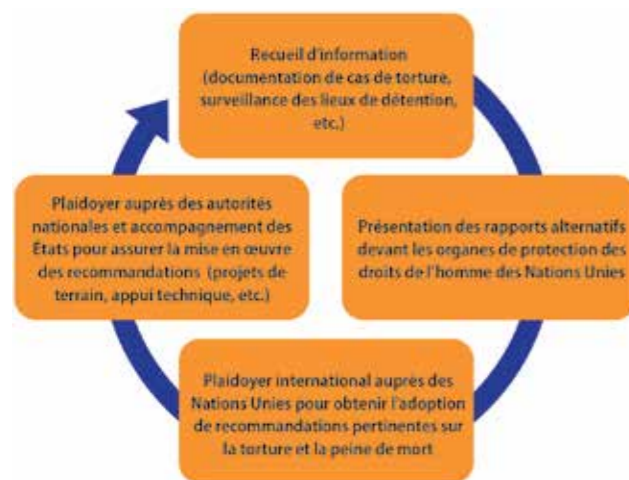 Recueil d'information
(documentation de cas de torture,
surveillance des lieux de détention,
etc.)
Présentation des rapports alternatifs
devant les organes de protection des
droits de l'homme des Nations Unies
Plaidoyer international auprès des
Nations Unies pour obtenir l'adoption
de recommandations pertinentes sur
la torture et la peine de mort
Plaidoyer auprès des autorités
nationales et accompagnement des
États pour assurer la mise en œuvre
des recommandations (projets de
terrain, appui technique, etc.)